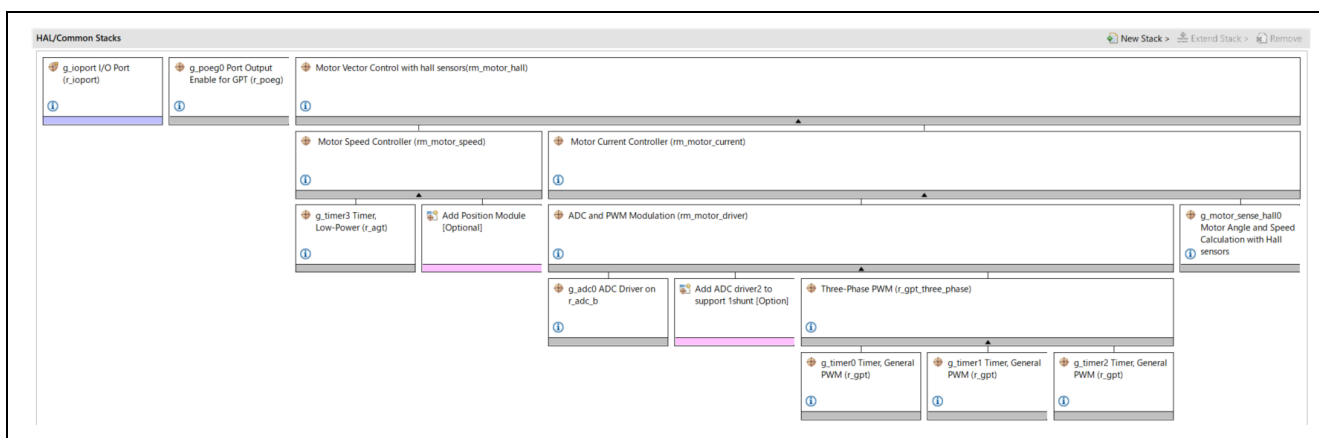 HAL/Common Stacks
New Stack > Extend Stack > Remove
g_ioport I/O Port
(r_ioport)
g_poeg0 Port Output
Enable for GPT (r_poeg)
Motor Vector Control with hall sensors(rm_motor_hall)
Motor Speed Controller (rm_motor_speed)
Motor Current Controller (rm_motor_current)
g_timer3 Timer,
Low-Power (r_agt)
Add Position Module
[Optional]
ADC and PWM Modulation (rm_motor_driver)
g_motor_sense_hall0
Motor Angle and Speed
Calculation with Hall
sensors
g_adc0 ADC Driver on
r_adc_b
Add ADC driver2 to
support 1shunt [Option]
Three-Phase PWM (r_gpt_three_phase)
g_timer0 Timer, General
PWM (r_gpt)
g_timer1 Timer, General
PWM (r_gpt)
g_timer2 Timer, General
PWM (r_gpt)